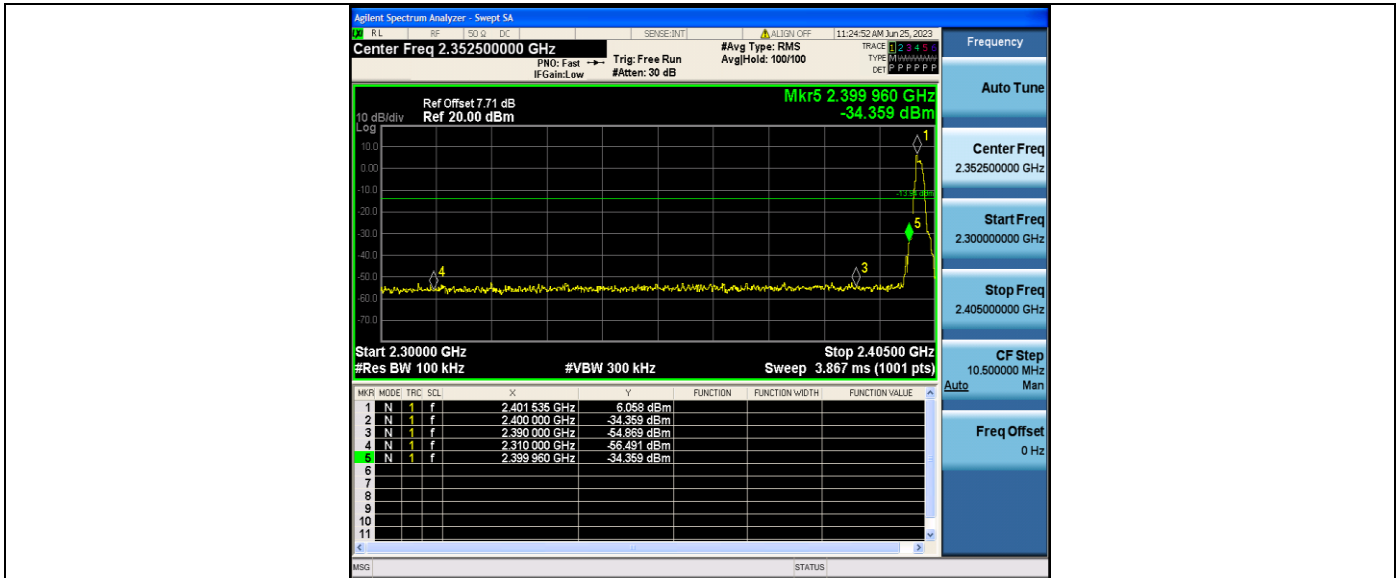 Agilent Spectrum Analyzer - Swept SA
RL RF 50 Ω DC SENSE:INT ALIGN OFF 11:24:52 AM Jun 25, 2023
Center Freq 2.352500000 GHz
PNO: Fast
IFGain:Low
Trig: Free Run
#Atten: 30 dB
#Avg Type: RMS
Avg|Hold: 100/100
TRACE 1 2 3 4 5 6
TYPE M
DET P P P P P P
Mkr5 2.399 960 GHz
-34.359 dBm
Ref Offset 7.71 dB
10 dB/div Ref 20.00 dBm
Log
10.0
0.00
-10.0
-20.0
-30.0
-40.0
-50.0
-60.0
-70.0
1
5
3
4
Start 2.30000 GHz Stop 2.40500 GHz
#Res BW 100 kHz #VBW 300 kHz Sweep 3.867 ms (1001 pts)
MKR MODE TRC SCL X Y FUNCTION FUNCTION WIDTH FUNCTION VALUE
1 N 1 f 2.401 535 GHz 6.058 dBm
2 N 1 f 2.400 000 GHz -34.359 dBm
3 N 1 f 2.390 000 GHz -54.869 dBm
4 N 1 f 2.310 000 GHz -56.491 dBm
5 N 1 f 2.399 960 GHz -34.359 dBm
6
7
8
9
10
11
MSG STATUS
Frequency
Auto Tune
Center Freq
2.352500000 GHz
Start Freq
2.300000000 GHz
Stop Freq
2.405000000 GHz
CF Step
10.500000 MHz
Auto Man
Freq Offset
0 Hz